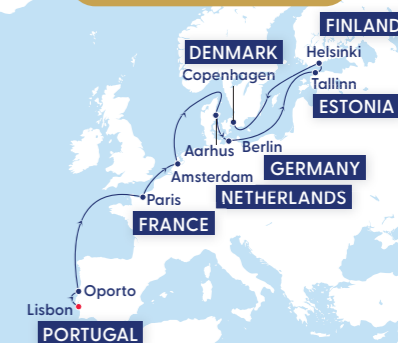 FINLAND
Helsinki
DENMARK
Copenhagen
Tallinn
ESTONIA
Aarhus
Berlin
GERMANY
Amsterdam
NETHERLANDS
Paris
FRANCE
Oporto
Lisbon
PORTUGAL